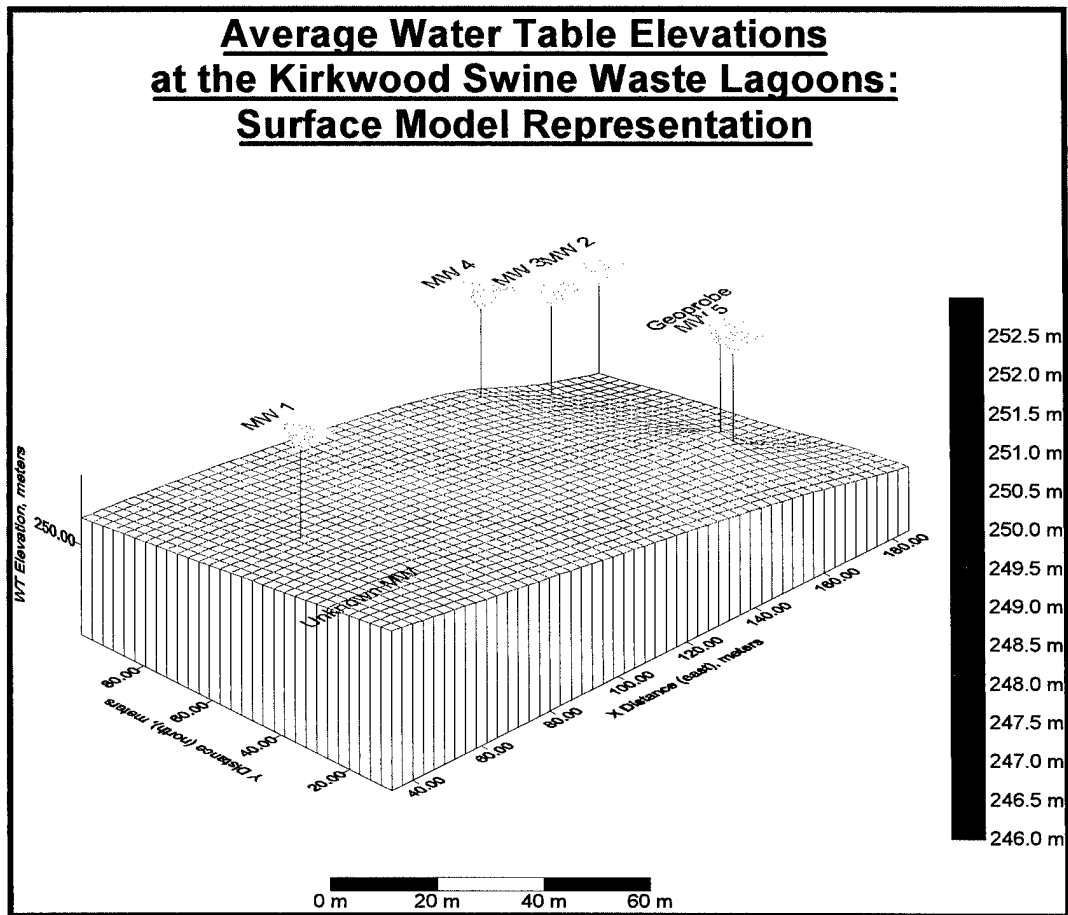 Average Water Table Elevations
at the Kirkwood Swine Waste Lagoons:
Surface Model Representation
MW 4
MW 3
MW 2
Geoprobe
MW 5
MW 1
Unknown MW
WT Elevation, meters
250.00
80.00
60.00
40.00
20.00
Y Distance (north), meters
40.00
60.00
80.00
100.00
120.00
140.00
160.00
180.00
X Distance (east), meters
252.5 m
252.0 m
251.5 m
251.0 m
250.5 m
250.0 m
249.5 m
249.0 m
248.5 m
248.0 m
247.5 m
247.0 m
246.5 m
246.0 m
0 m 20 m 40 m 60 m